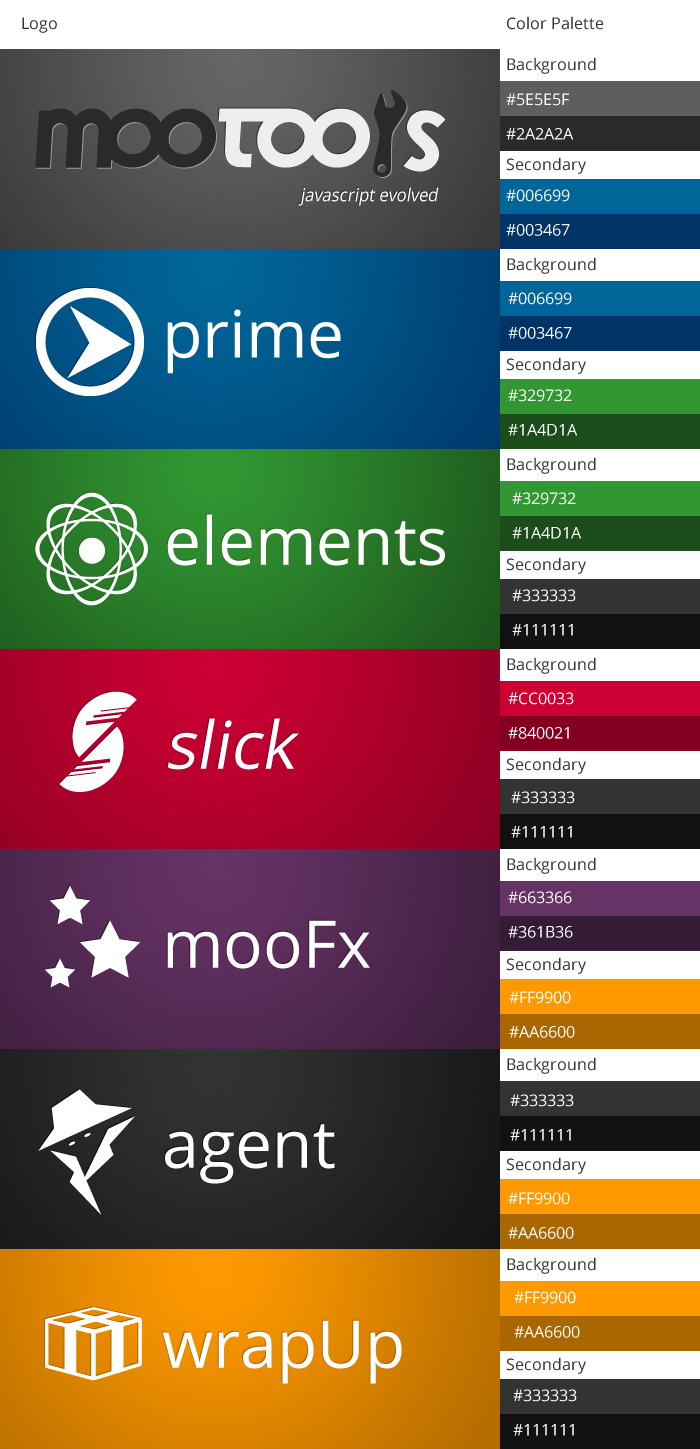 Logo
Color Palette
mootools
javascript evolved
Background
#5E5E5F
#2A2A2A
Secondary
#006699
#003467
prime
Background
#006699
#003467
Secondary
#329732
#1A4D1A
elements
Background
#329732
#1A4D1A
Secondary
#333333
#111111
slick
Background
#CC0033
#840021
Secondary
#333333
#111111
mooFx
Background
#663366
#361B36
Secondary
#FF9900
#AA6600
agent
Background
#333333
#111111
Secondary
#FF9900
#AA6600
wrapUp
Background
#FF9900
#AA6600
Secondary
#333333
#111111